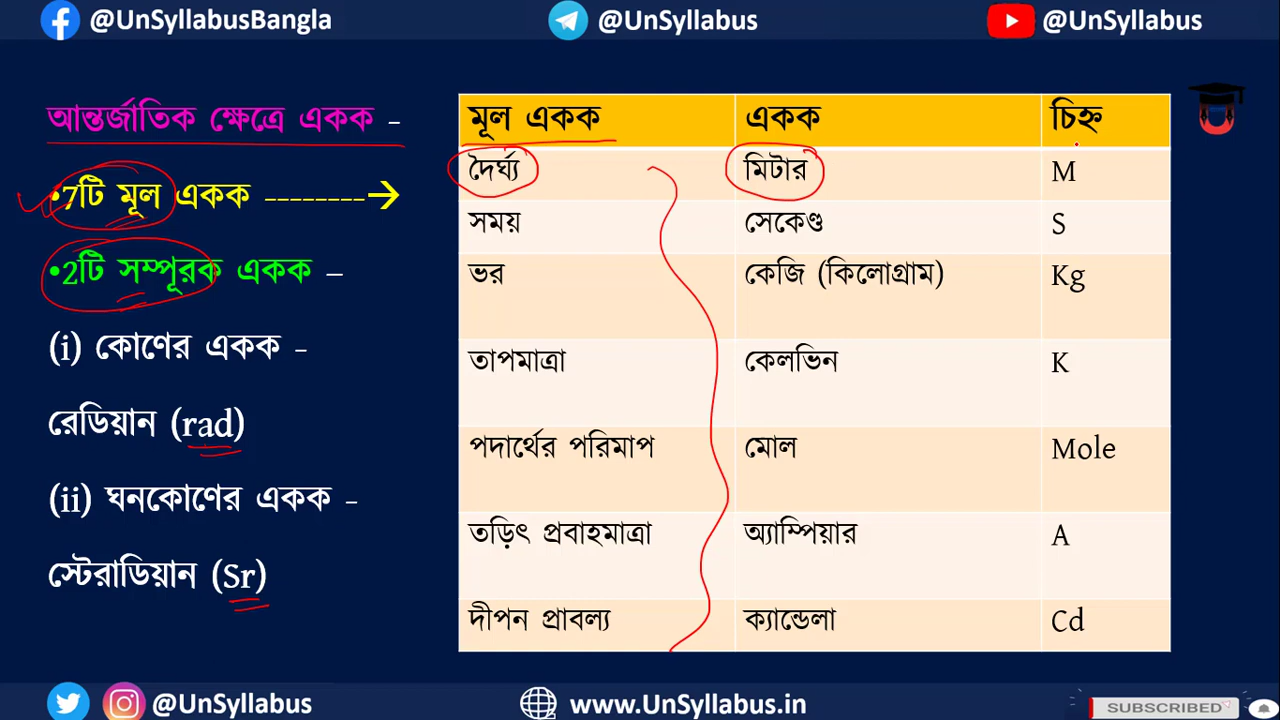 @UnSyllabusBangla @UnSyllabus @UnSyllabus
আন্তর্জাতিক ক্ষেত্রে একক –
•7টি মূল একক --------→
•2টি সম্পূরক একক –
(i) কোণের একক –
রেডিয়ান (rad)
(ii) ঘনকোণের একক –
স্টেরাডিয়ান (Sr)
মূল একক একক চিহ্ন
দৈর্ঘ্য মিটার M
সময় সেকেণ্ড S
ভর কেজি (কিলোগ্রাম) Kg
তাপমাত্রা কেলভিন K
পদার্থের পরিমাপ মোল Mole
তড়িৎ প্রবাহমাত্রা অ্যাম্পিয়ার A
দীপন প্রাবল্য ক্যান্ডেলা Cd
@UnSyllabus www.UnSyllabus.in SUBSCRIBED